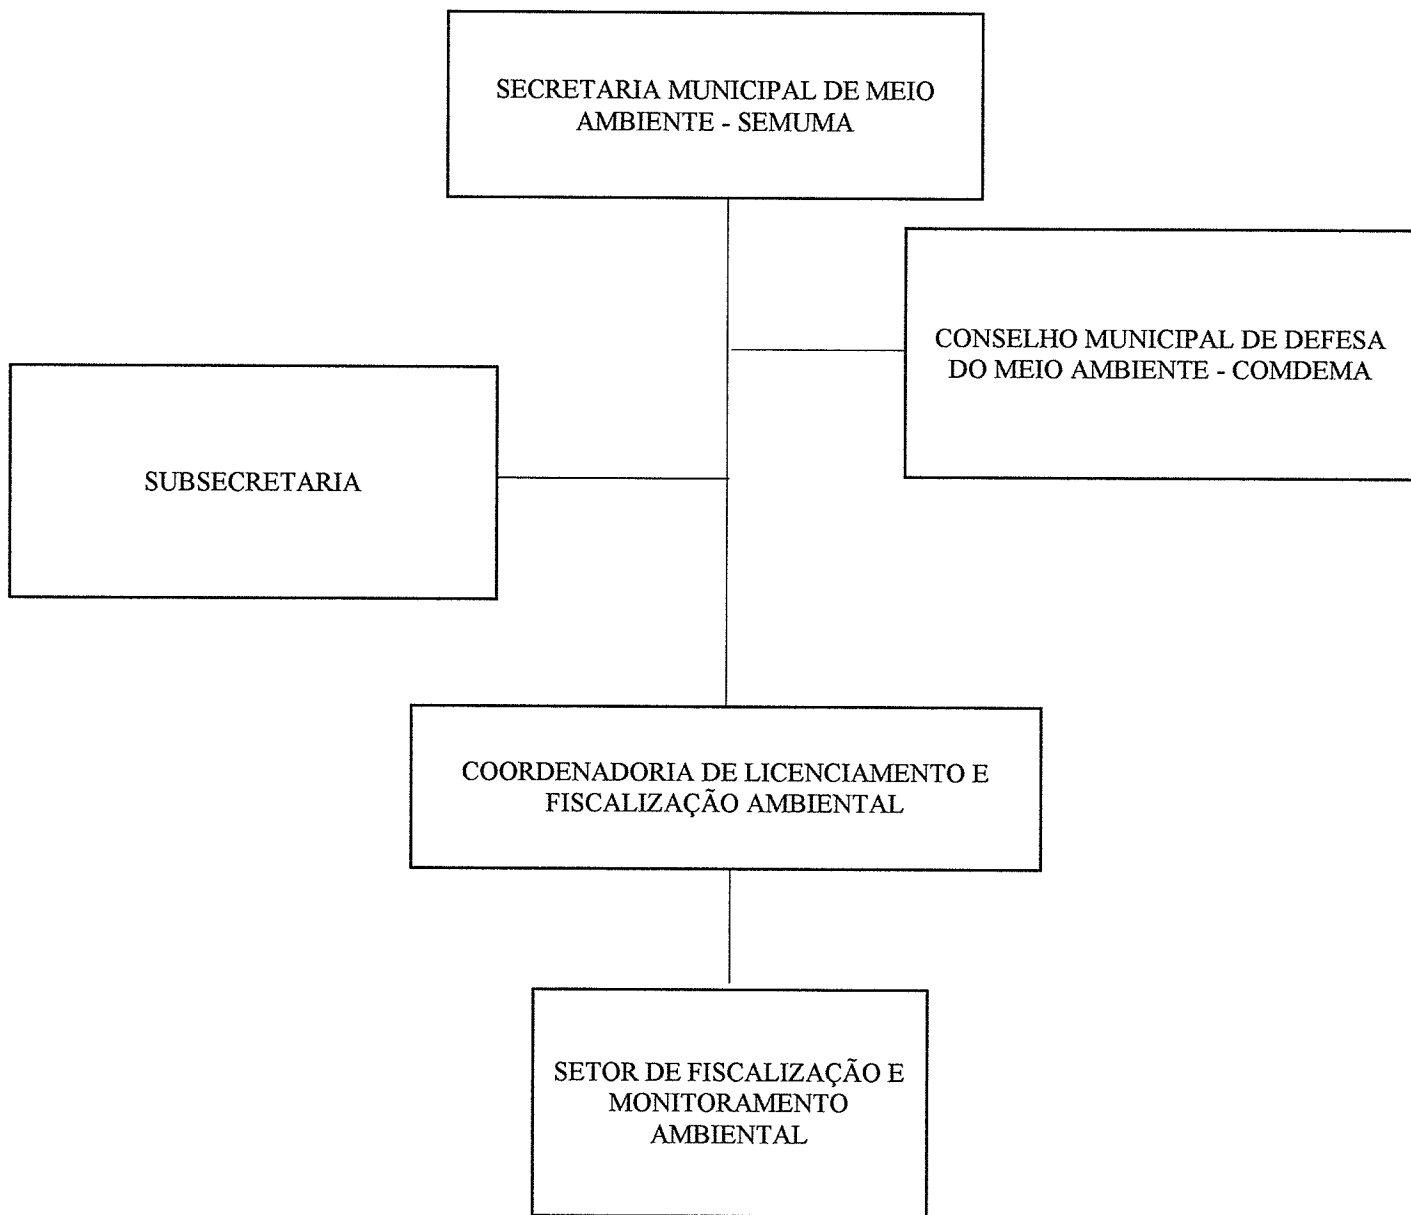 SECRETARIA MUNICIPAL DE MEIO
AMBIENTE - SEMUMA
CONSELHO MUNICIPAL DE DEFESA
DO MEIO AMBIENTE - COMDEMA
SUBSECRETARIA
COORDENADORIA DE LICENCIAMENTO E
FISCALIZAÇÃO AMBIENTAL
SETOR DE FISCALIZAÇÃO E
MONITORAMENTO
AMBIENTAL